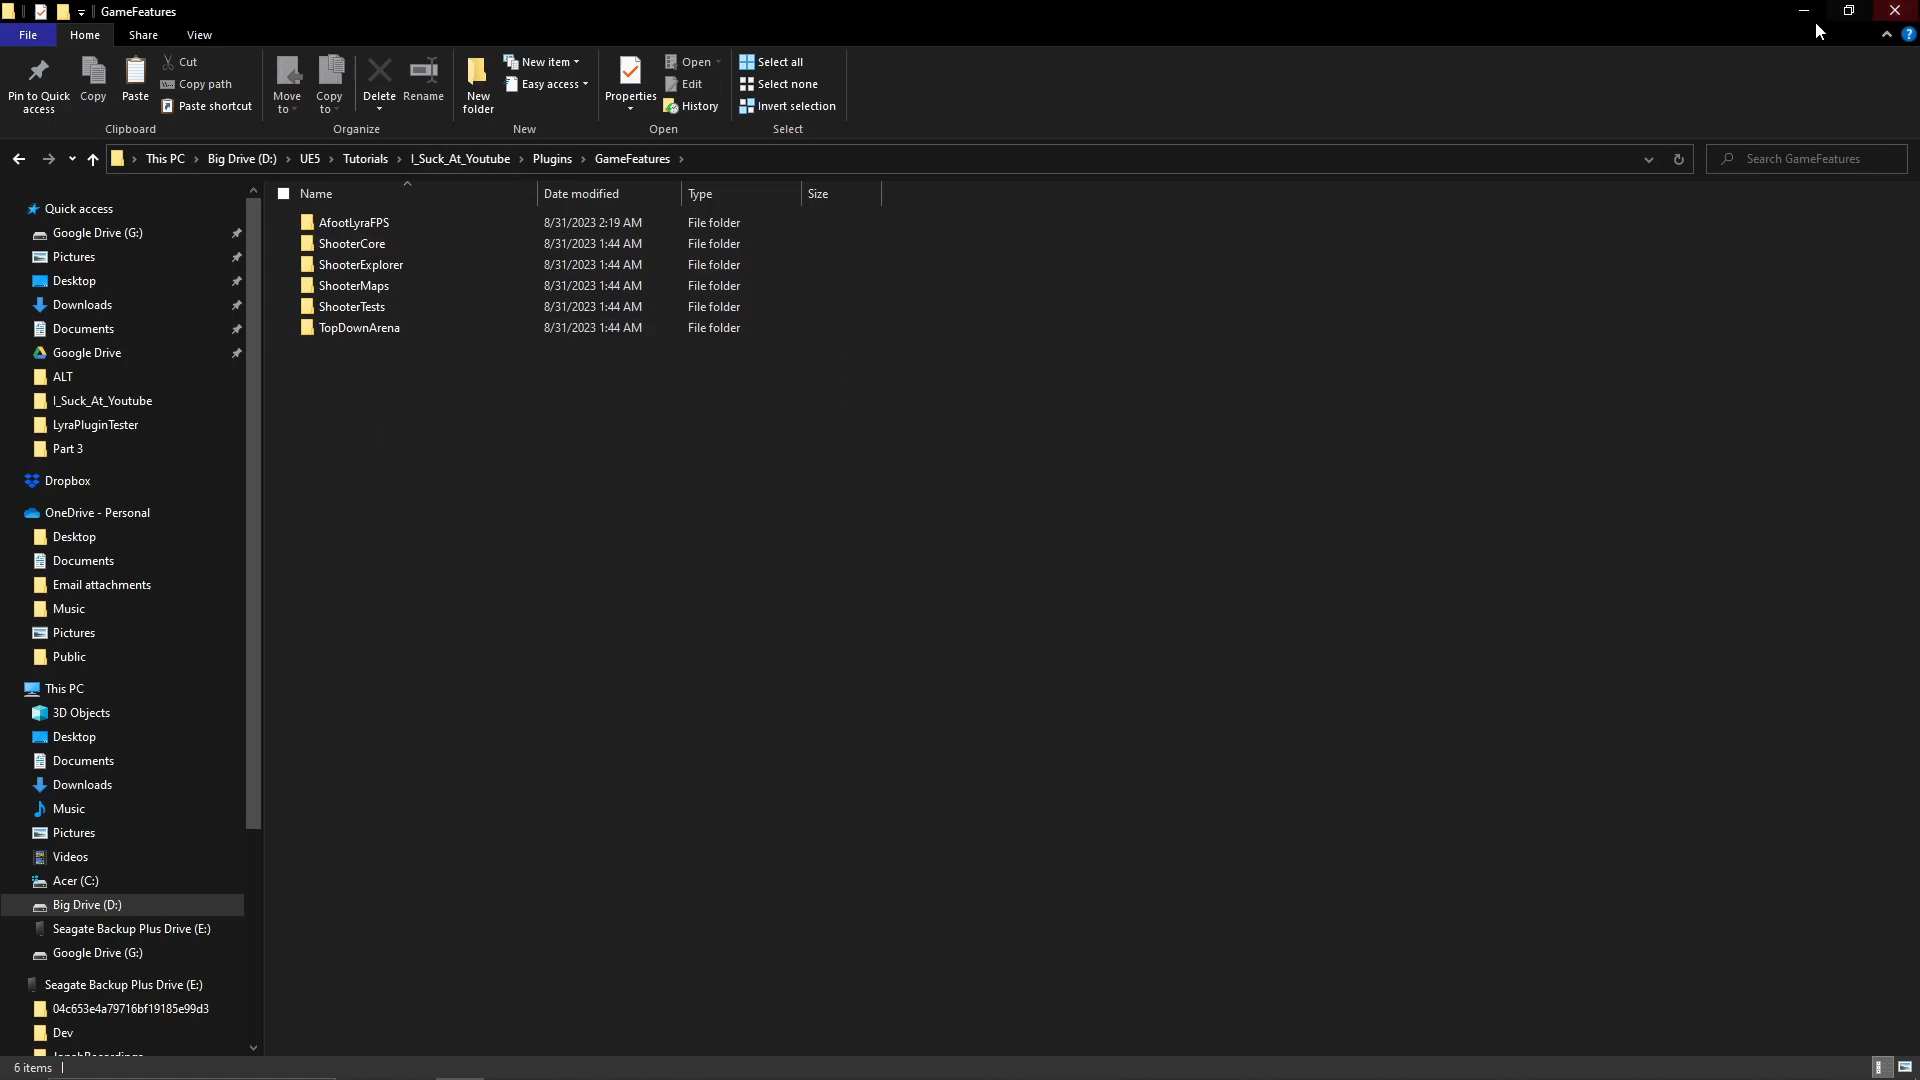 GameFeatures
File Home Share View
Pin to Quick access
Copy
Paste
Cut
Copy path
Paste shortcut
Clipboard
Move to
Copy to
Delete
Rename
Organize
New folder
New item
Easy access
New
Properties
Open
Edit
History
Open
Select all
Select none
Invert selection
Select
This PC > Big Drive (D:) > UE5 > Tutorials > I_Suck_At_Youtube > Plugins > GameFeatures >
Search GameFeatures
Name Date modified Type Size
AfootLyraFPS 8/31/2023 2:19 AM File folder
ShooterCore 8/31/2023 1:44 AM File folder
ShooterExplorer 8/31/2023 1:44 AM File folder
ShooterMaps 8/31/2023 1:44 AM File folder
ShooterTests 8/31/2023 1:44 AM File folder
TopDownArena 8/31/2023 1:44 AM File folder
Quick access
Google Drive (G:)
Pictures
Desktop
Downloads
Documents
Google Drive
ALT
I_Suck_At_Youtube
LyraPluginTester
Part 3
Dropbox
OneDrive - Personal
Desktop
Documents
Email attachments
Music
Pictures
Public
This PC
3D Objects
Desktop
Documents
Downloads
Music
Pictures
Videos
Acer (C:)
Big Drive (D:)
Seagate Backup Plus Drive (E:)
Google Drive (G:)
Seagate Backup Plus Drive (E:)
04c653e4a79716bf19185e99d3
Dev
6 items